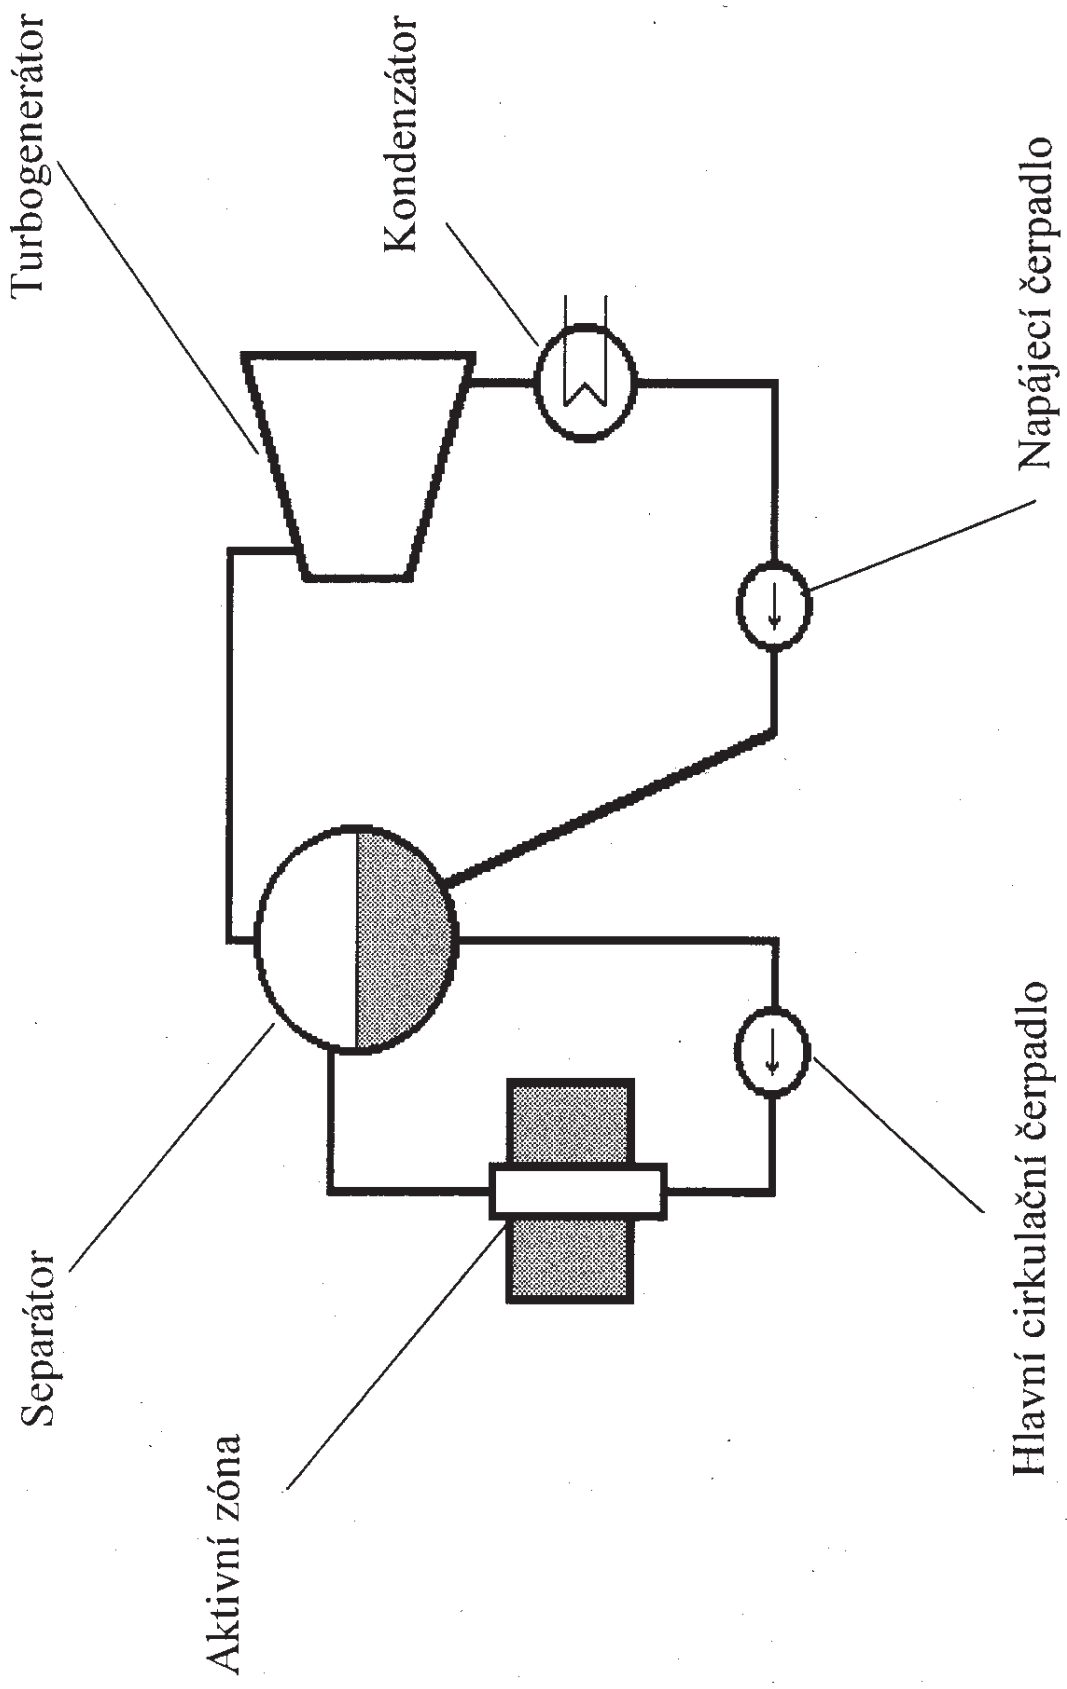 Separátor
Turbogenerátor
Aktivní zóna
Kondenzátor
Hlavní cirkulační čerpadlo
Napájecí čerpadlo